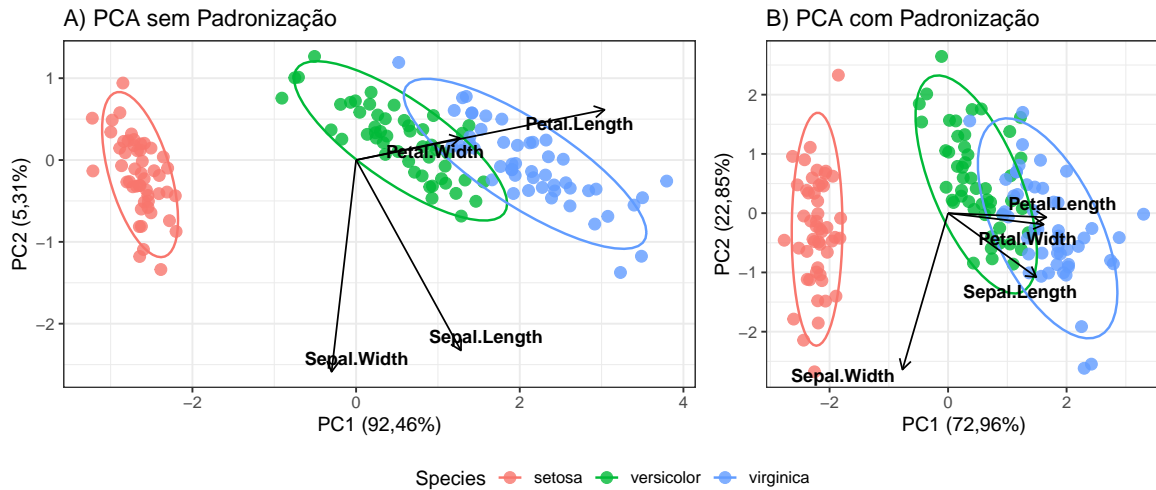 A) PCA sem Padronização
1
0
−1
−2
PC2 (5,31%)
Petal.Length
Petal.Width
Sepal.Length
Sepal.Width
−2
0
2
4
PC1 (92,46%)
B) PCA com Padronização
2
1
0
−1
−2
PC2 (22,85%)
Petal.Length
Petal.Width
Sepal.Length
Sepal.Width
−2
0
2
PC1 (72,96%)
Species setosa versicolor virginica